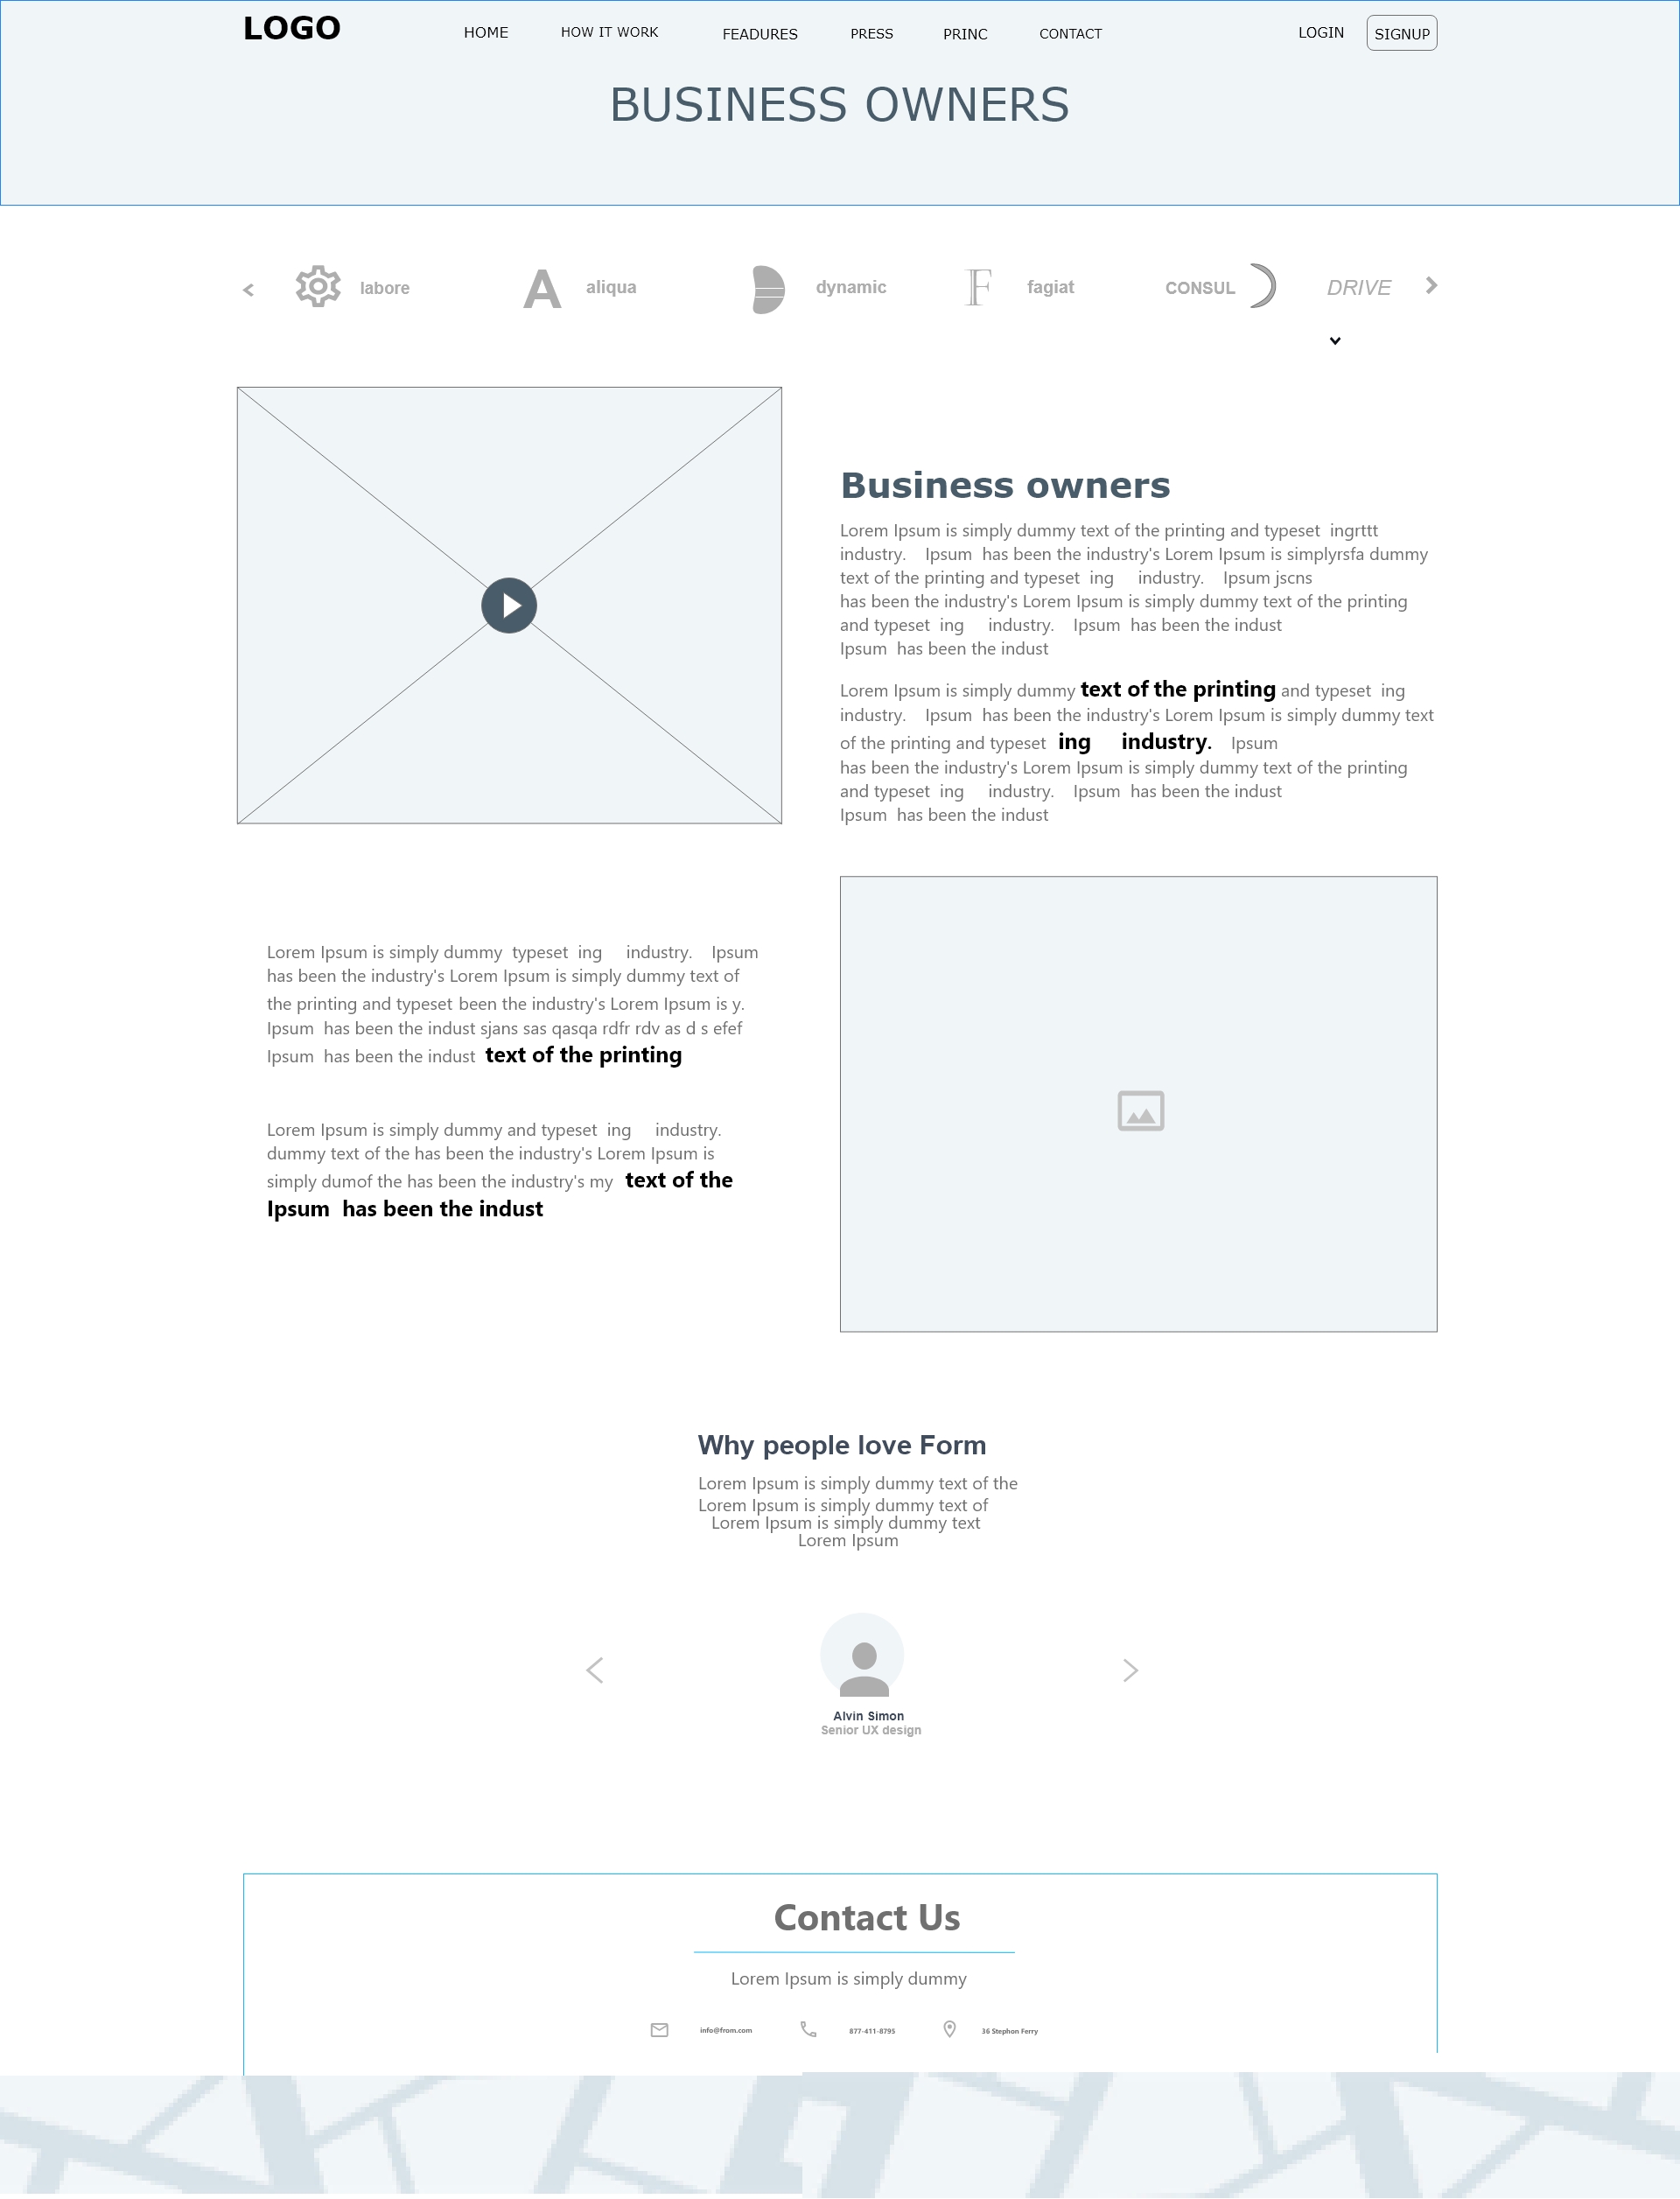 LOGO
HOME HOW IT WORK FEADURES PRESS PRINC CONTACT LOGIN SIGNUP
BUSINESS OWNERS
labore A aliqua dynamic F fagiat CONSUL DRIVE
Business owners
Lorem Ipsum is simply dummy text of the printing and typeset ingrttt
industry. Ipsum has been the industry's Lorem Ipsum is simplyrsfa dummy
text of the printing and typeset ing industry. Ipsum jscns
has been the industry's Lorem Ipsum is simply dummy text of the printing
and typeset ing industry. Ipsum has been the indust
Ipsum has been the indust
Lorem Ipsum is simply dummy text of the printing and typeset ing
industry. Ipsum has been the industry's Lorem Ipsum is simply dummy text
of the printing and typeset ing industry. Ipsum
has been the industry's Lorem Ipsum is simply dummy text of the printing
and typeset ing industry. Ipsum has been the indust
Ipsum has been the indust
Lorem Ipsum is simply dummy typeset ing industry. Ipsum
has been the industry's Lorem Ipsum is simply dummy text of
the printing and typeset been the industry's Lorem Ipsum is y.
Ipsum has been the indust sjans sas qasqa rdfr rdv as d s efef
Ipsum has been the indust text of the printing
Lorem Ipsum is simply dummy and typeset ing industry.
dummy text of the has been the industry's Lorem Ipsum is
simply dumof the has been the industry's my text of the
Ipsum has been the indust
Why people love Form
Lorem Ipsum is simply dummy text of the
Lorem Ipsum is simply dummy text of
Lorem Ipsum is simply dummy text
Lorem Ipsum
Alvin Simon
Senior UX design
Contact Us
Lorem Ipsum is simply dummy
info@from.com 877-411-8795 36 Stephon Ferry